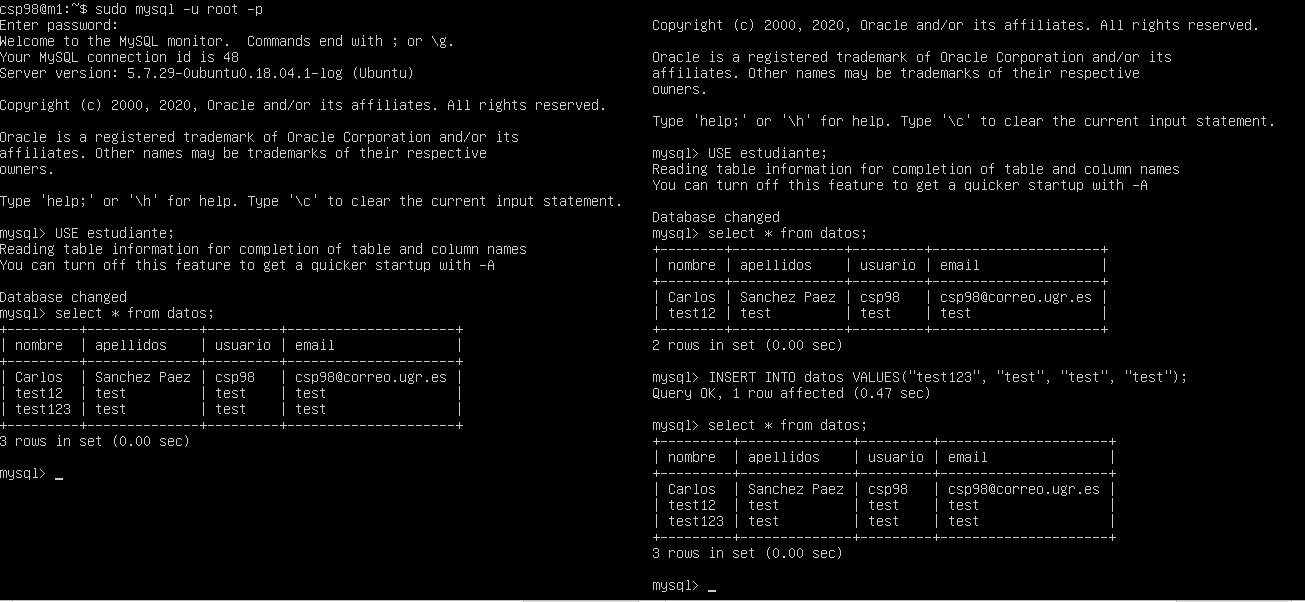 csp98@m1:~$ sudo mysql -u root -p
Enter password:
Welcome to the MySQL monitor.  Commands end with ; or \g.
Your MySQL connection id is 48
Server version: 5.7.29-0ubuntu0.18.04.1-log (Ubuntu)

Copyright (c) 2000, 2020, Oracle and/or its affiliates. All rights reserved.

Oracle is a registered trademark of Oracle Corporation and/or its
affiliates. Other names may be trademarks of their respective
owners.

Type 'help;' or '\h' for help. Type '\c' to clear the current input statement.

mysql> USE estudiante;
Reading table information for completion of table and column names
You can turn off this feature to get a quicker startup with -A

Database changed
mysql> select * from datos;
+---------+--------------+---------+---------------------+
| nombre  | apellidos    | usuario | email               |
+---------+--------------+---------+---------------------+
| Carlos  | Sanchez Paez | csp98   | csp98@correo.ugr.es |
| test12  | test         | test    | test                |
| test123 | test         | test    | test                |
+---------+--------------+---------+---------------------+
3 rows in set (0.00 sec)

mysql> _

Copyright (c) 2000, 2020, Oracle and/or its affiliates. All rights reserved.

Oracle is a registered trademark of Oracle Corporation and/or its
affiliates. Other names may be trademarks of their respective
owners.

Type 'help;' or '\h' for help. Type '\c' to clear the current input statement.

mysql> USE estudiante;
Reading table information for completion of table and column names
You can turn off this feature to get a quicker startup with -A

Database changed
mysql> select * from datos;
+--------+--------------+---------+---------------------+
| nombre | apellidos    | usuario | email               |
+--------+--------------+---------+---------------------+
| Carlos | Sanchez Paez | csp98   | csp98@correo.ugr.es |
| test12 | test         | test    | test                |
+--------+--------------+---------+---------------------+
2 rows in set (0.00 sec)

mysql> INSERT INTO datos VALUES("test123", "test", "test", "test");
Query OK, 1 row affected (0.47 sec)

mysql> select * from datos;
+---------+--------------+---------+---------------------+
| nombre  | apellidos    | usuario | email               |
+---------+--------------+---------+---------------------+
| Carlos  | Sanchez Paez | csp98   | csp98@correo.ugr.es |
| test12  | test         | test    | test                |
| test123 | test         | test    | test                |
+---------+--------------+---------+---------------------+
3 rows in set (0.00 sec)

mysql> _